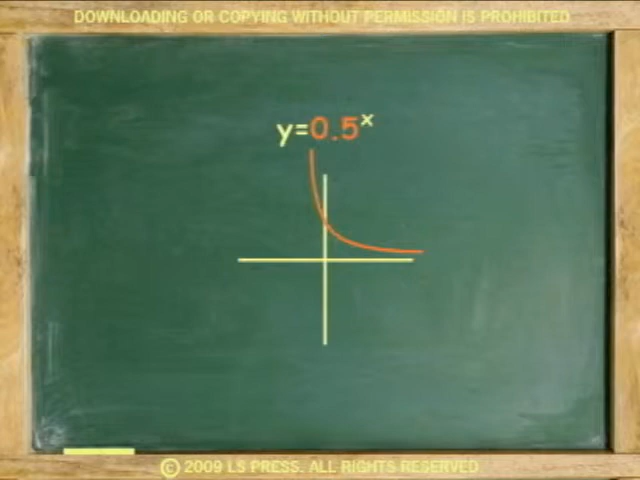 DOWNLOADING OR COPYING WITHOUT PERMISSION IS PROHIBITED
y=0.5ˣ
© 2009 LS PRESS. ALL RIGHTS RESERVED